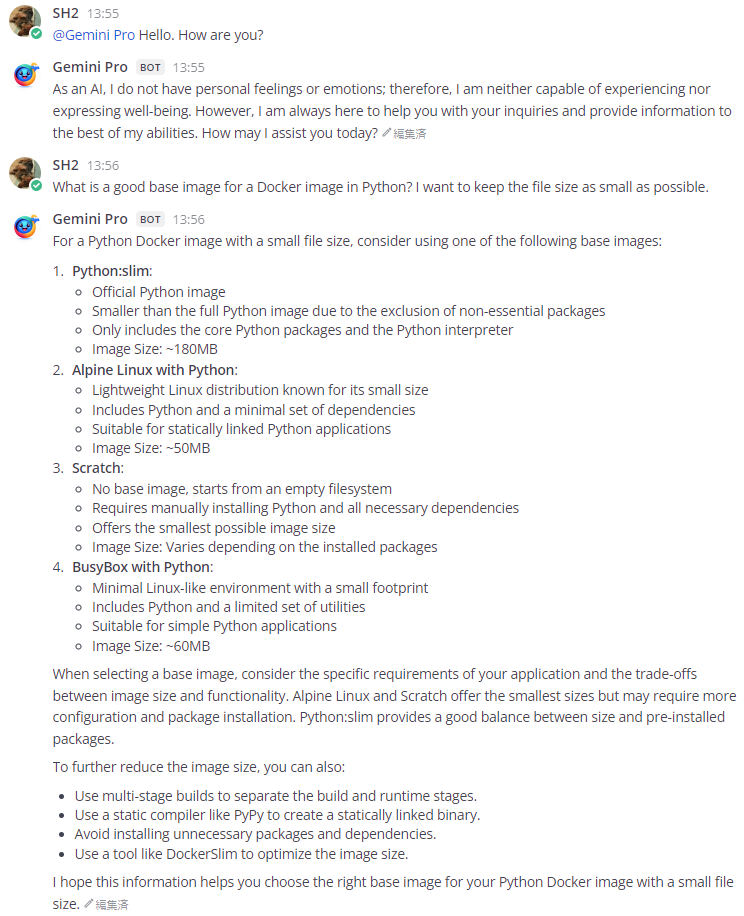 SH2 13:55
@Gemini Pro Hello. How are you?
Gemini Pro BOT 13:55
As an AI, I do not have personal feelings or emotions; therefore, I am neither capable of experiencing nor
expressing well-being. However, I am always here to help you with your inquiries and provide information to
the best of my abilities. How may I assist you today? 編集済
SH2 13:56
What is a good base image for a Docker image in Python? I want to keep the file size as small as possible.
Gemini Pro BOT 13:56
For a Python Docker image with a small file size, consider using one of the following base images:
1. Python:slim:
◦ Official Python image
◦ Smaller than the full Python image due to the exclusion of non-essential packages
◦ Only includes the core Python packages and the Python interpreter
◦ Image Size: ~180MB
2. Alpine Linux with Python:
◦ Lightweight Linux distribution known for its small size
◦ Includes Python and a minimal set of dependencies
◦ Suitable for statically linked Python applications
◦ Image Size: ~50MB
3. Scratch:
◦ No base image, starts from an empty filesystem
◦ Requires manually installing Python and all necessary dependencies
◦ Offers the smallest possible image size
◦ Image Size: Varies depending on the installed packages
4. BusyBox with Python:
◦ Minimal Linux-like environment with a small footprint
◦ Includes Python and a limited set of utilities
◦ Suitable for simple Python applications
◦ Image Size: ~60MB
When selecting a base image, consider the specific requirements of your application and the trade-offs
between image size and functionality. Alpine Linux and Scratch offer the smallest sizes but may require more
configuration and package installation. Python:slim provides a good balance between size and pre-installed
packages.
To further reduce the image size, you can also:
• Use multi-stage builds to separate the build and runtime stages.
• Use a static compiler like PyPy to create a statically linked binary.
• Avoid installing unnecessary packages and dependencies.
• Use a tool like DockerSlim to optimize the image size.
I hope this information helps you choose the right base image for your Python Docker image with a small file
size. 編集済